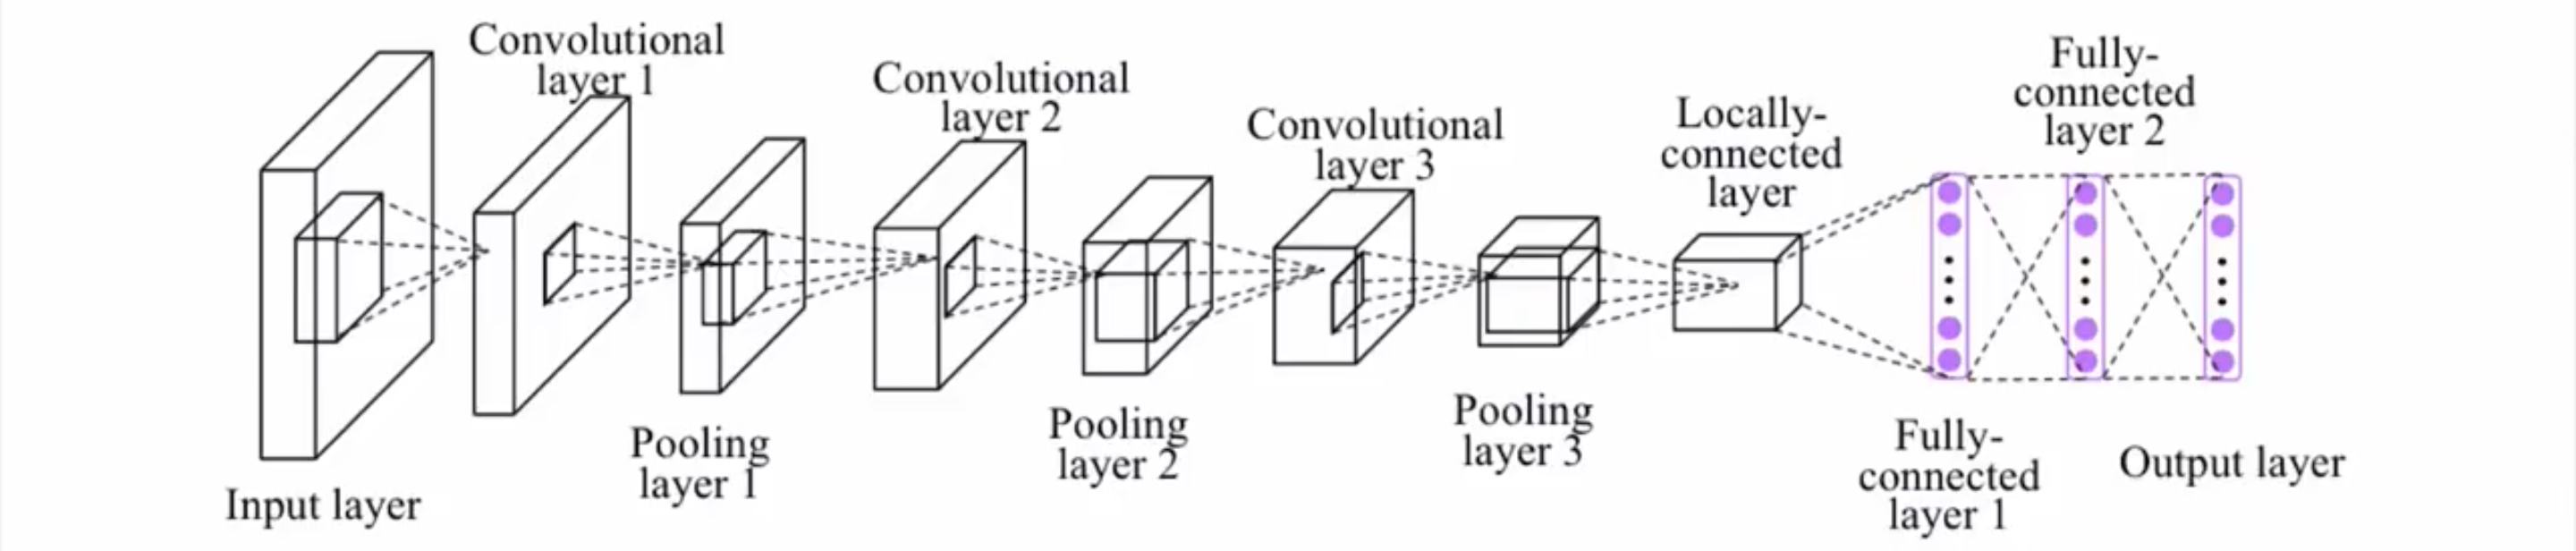 Convolutional
layer 1
Convolutional
layer 2
Convolutional
layer 3
Locally-
connected
layer
Fully-
connected
layer 2
Input layer
Pooling
layer 1
Pooling
layer 2
Pooling
layer 3
Fully-
connected
layer 1
Output layer